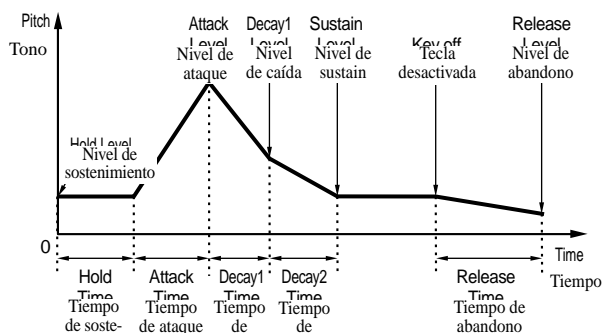 Pitch
Tono
Attack
Level
Nivel de
ataque
Decay1
Level
Nivel
de caída
Sustain
Level
Nivel de
sustain
Key off
Tecla
desactivada
Release
Level
Nivel de
abandono
Hold Level
Nivel de
sostenimiento
0
Time
Tiempo
Hold
Time
Tiempo
de soste-
Attack
Time
Tiempo
de ataque
Decay1
Time
Tiempo
de
Decay2
Time
Tiempo
de
Release
Time
Tiempo de
abandono